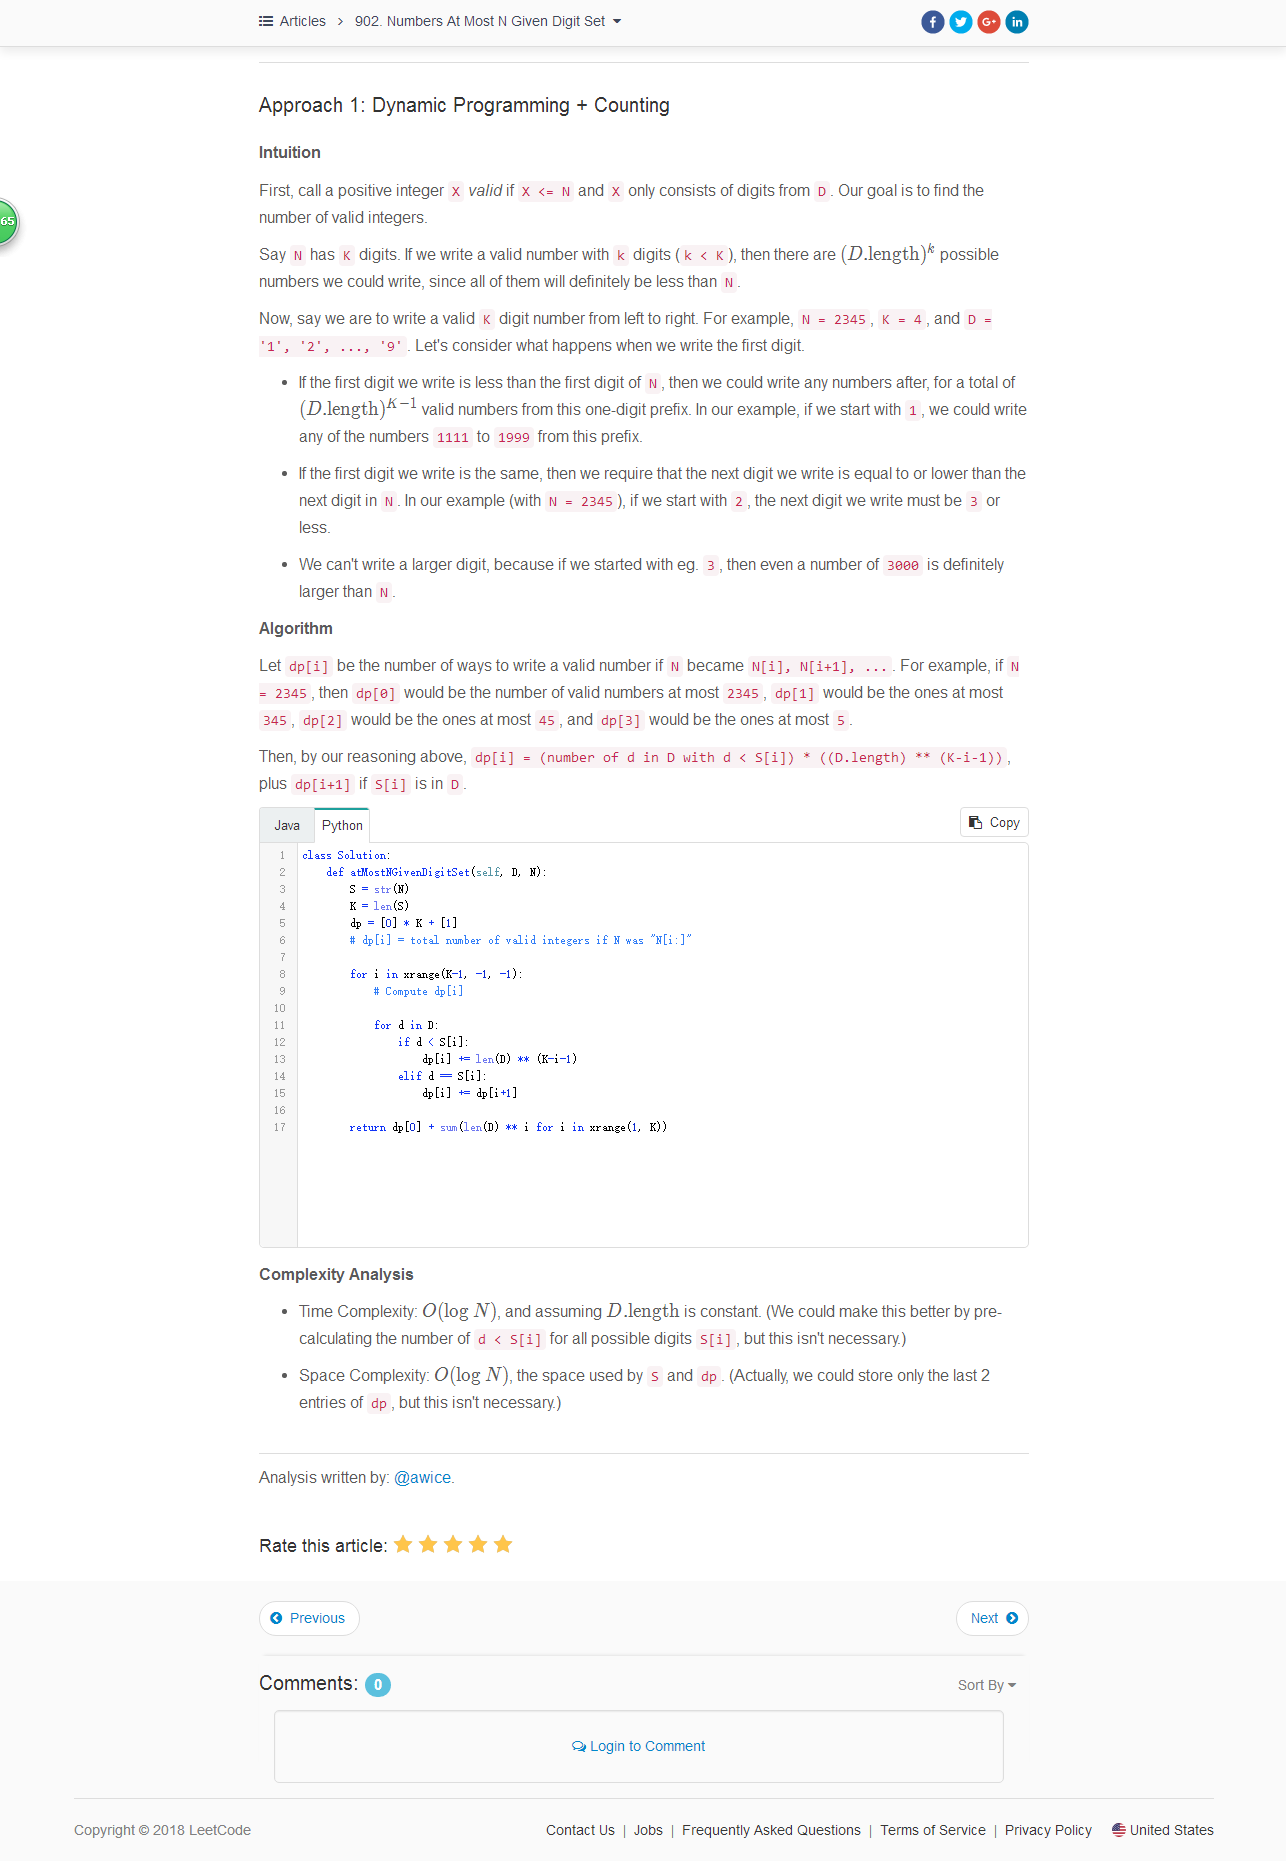 Articles > 902. Numbers At Most N Given Digit Set
Approach 1: Dynamic Programming + Counting
Intuition
65
First, call a positive integer X valid if X <= N and X only consists of digits from D. Our goal is to find the
number of valid integers.
Say N has K digits. If we write a valid number with k digits (k < K), then there are (D.length)^k possible
numbers we could write, since all of them will definitely be less than N.
Now, say we are to write a valid K digit number from left to right. For example, N = 2345, K = 4, and D =
'1', '2', ..., '9'. Let's consider what happens when we write the first digit.
• If the first digit we write is less than the first digit of N, then we could write any numbers after, for a total of
(D.length)^K−1 valid numbers from this one-digit prefix. In our example, if we start with 1, we could write
any of the numbers 1111 to 1999 from this prefix.
• If the first digit we write is the same, then we require that the next digit we write is equal to or lower than the
next digit in N. In our example (with N = 2345), if we start with 2, the next digit we write must be 3 or
less.
• We can't write a larger digit, because if we started with eg. 3, then even a number of 3000 is definitely
larger than N.
Algorithm
Let dp[i] be the number of ways to write a valid number if N became N[i], N[i+1], .... For example, if N
= 2345, then dp[0] would be the number of valid numbers at most 2345, dp[1] would be the ones at most
345, dp[2] would be the ones at most 45, and dp[3] would be the ones at most 5.
Then, by our reasoning above, dp[i] = (number of d in D with d < S[i]) * ((D.length) ** (K-i-1)),
plus dp[i+1] if S[i] is in D.
Java Python Copy
1 class Solution:
2 def atMostNGivenDigitSet(self, D, N):
3 S = str(N)
4 K = len(S)
5 dp = [0] * K + [1]
6 # dp[i] = total number of valid integers if N was "N[i:]"
7
8 for i in xrange(K-1, -1, -1):
9 # Compute dp[i]
10
11 for d in D:
12 if d < S[i]:
13 dp[i] += len(D) ** (K-i-1)
14 elif d == S[i]:
15 dp[i] += dp[i+1]
16
17 return dp[0] + sum(len(D) ** i for i in xrange(1, K))
Complexity Analysis
• Time Complexity: O(log N), and assuming D.length is constant. (We could make this better by pre-
calculating the number of d < S[i] for all possible digits S[i], but this isn't necessary.)
• Space Complexity: O(log N), the space used by S and dp. (Actually, we could store only the last 2
entries of dp, but this isn't necessary.)
Analysis written by: @awice.
Rate this article:
Previous Next
Comments: 0 Sort By
Login to Comment
Copyright © 2018 LeetCode Contact Us | Jobs | Frequently Asked Questions | Terms of Service | Privacy Policy United States